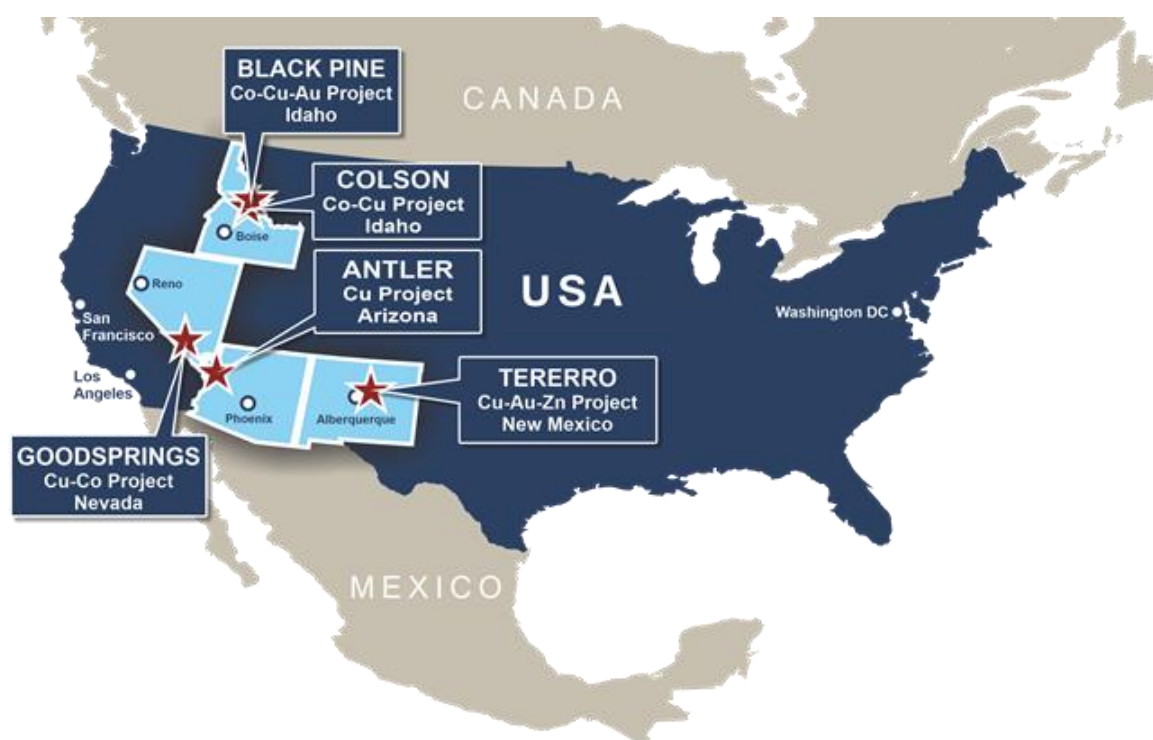 BLACK PINE
Co-Cu-Au Project
Idaho
CANADA
COLSON
Co-Cu Project
Idaho
Boise
ANTLER
Cu Project
Arizona
Reno
USA
Washington DC
San
Francisco
Los
Angeles
TERERRO
Cu-Au-Zn Project
New Mexico
Phoenix
Alberquerque
GOODSPRINGS
Cu-Co Project
Nevada
MEXICO